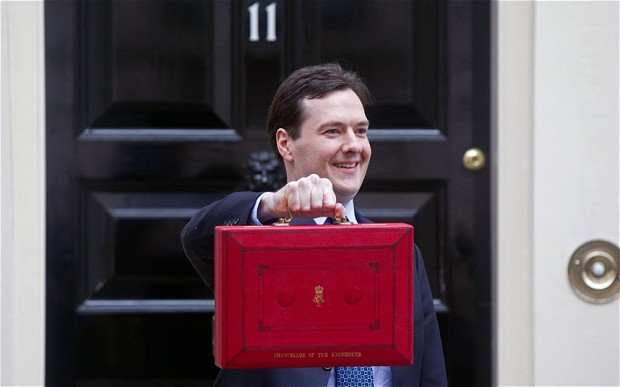 11
CHANCELLOR OF THE EXCHEQUER